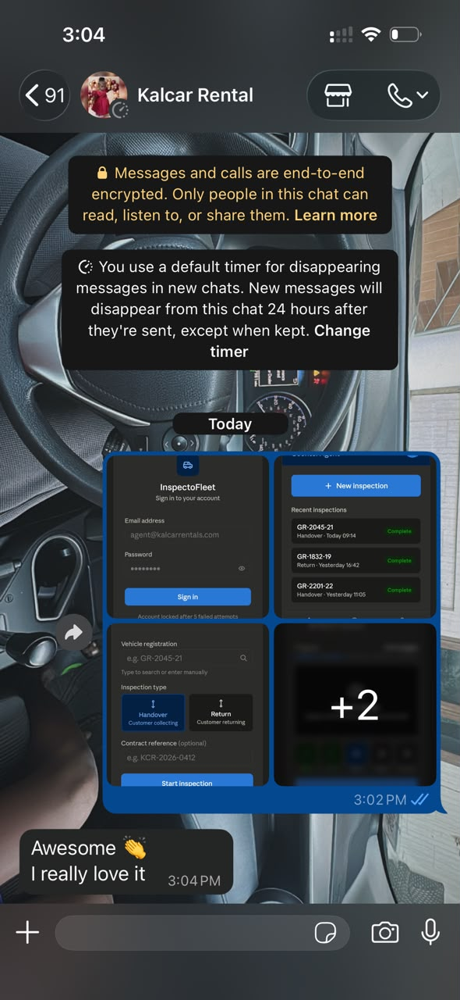 3:04
91
Kalcar Rental
Messages and calls are end-to-end
encrypted. Only people in this chat can
read, listen to, or share them. Learn more
You use a default timer for disappearing
messages in new chats. New messages will
disappear from this chat 24 hours after
they're sent, except when kept. Change
timer
Today
InspectoFleet
Sign in to your account
Email address
agent@kalcarrentals.com
Password
Sign in
Account locked after 5 failed attempts
+ New inspection
Recent inspections
GR-2045-21
Handover · Today 09:14
Complete
GR-1832-19
Return · Yesterday 16:42
Complete
GR-2201-22
Handover · Yesterday 11:05
Complete
Vehicle registration
e.g. GR-2045-21
Type to search or enter manually
Inspection type
Handover
Customer collecting
Return
Customer returning
Contract reference (optional)
e.g. KCR-2026-0412
Start inspection
+2
3:02 PM
Awesome 👏
I really love it
3:04 PM